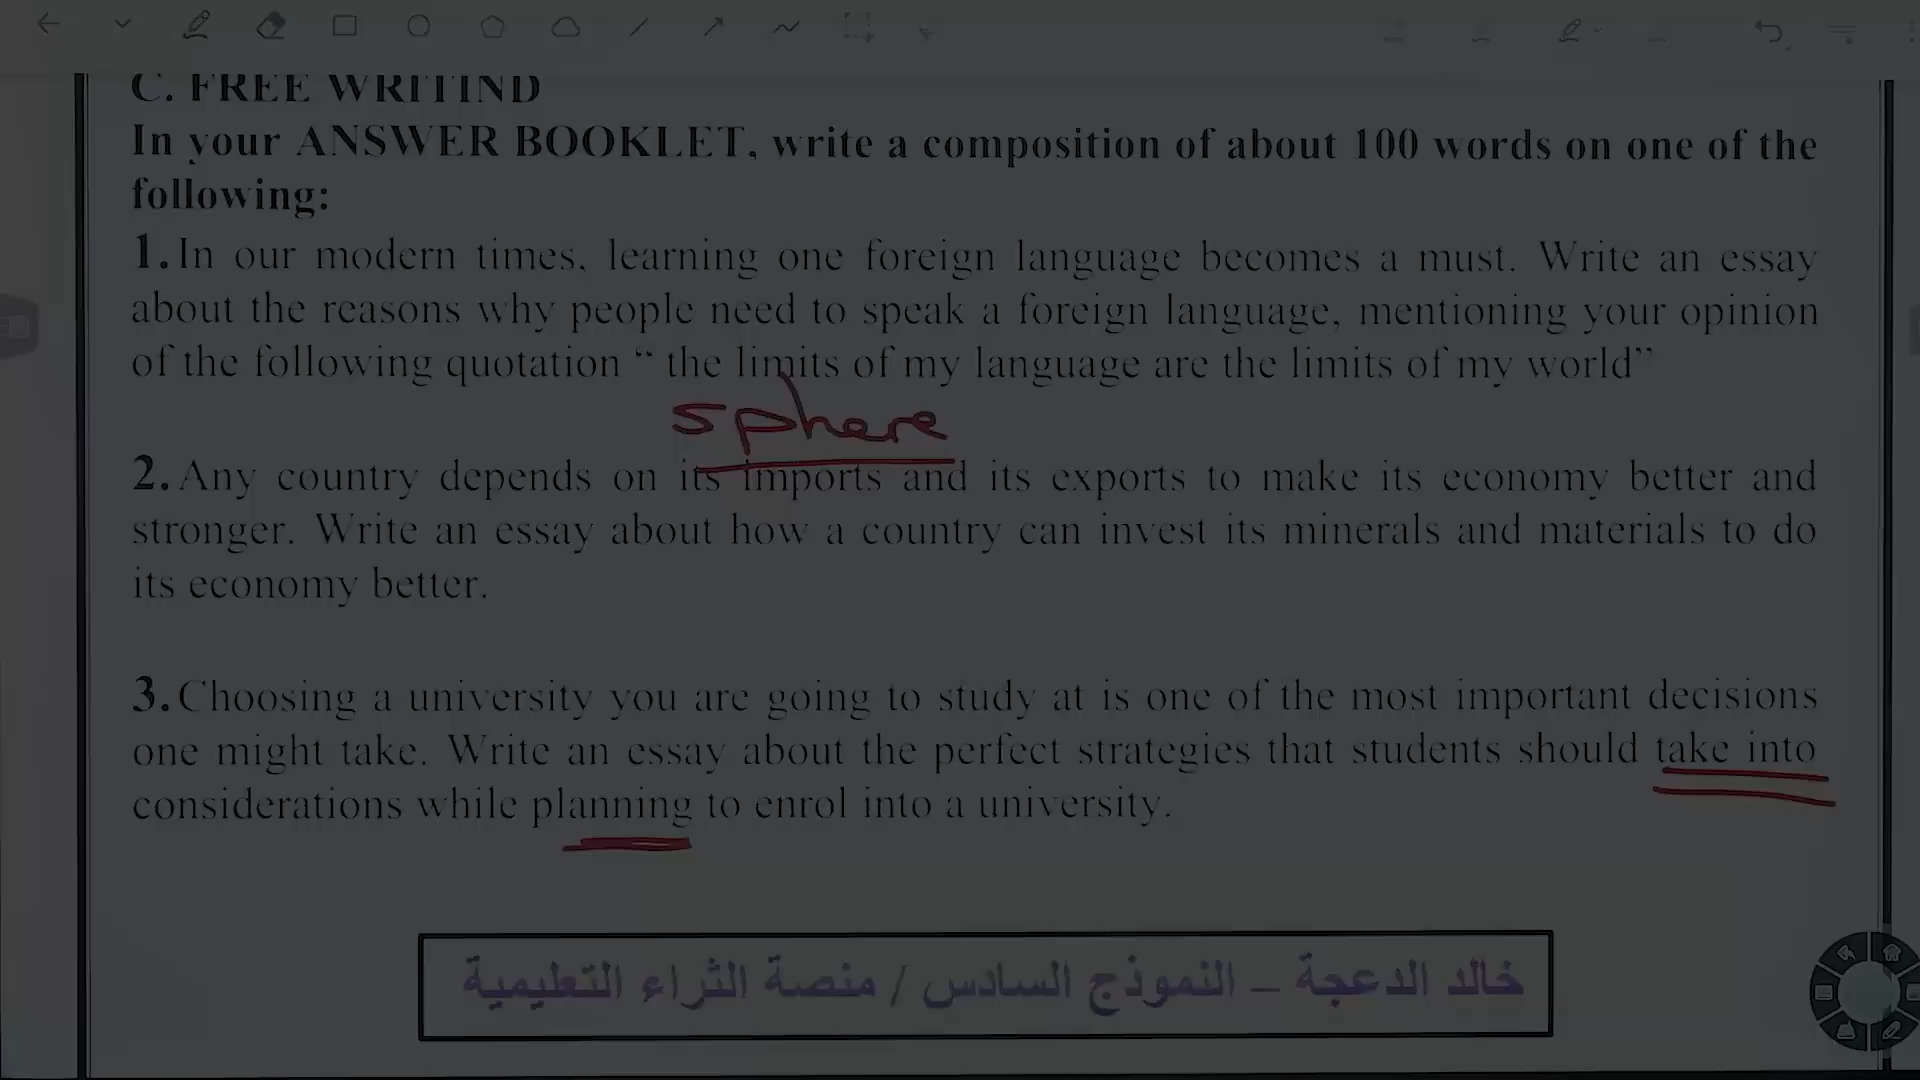 C. FREE WRITIND
In your ANSWER BOOKLET, write a composition of about 100 words on one of the
following:
1. In our modern times, learning one foreign language becomes a must. Write an essay
about the reasons why people need to speak a foreign language, mentioning your opinion
of the following quotation “ the limits of my language are the limits of my world”
sphere
2. Any country depends on its imports and its exports to make its economy better and
stronger. Write an essay about how a country can invest its minerals and materials to do
its economy better.
3. Choosing a university you are going to study at is one of the most important decisions
one might take. Write an essay about the perfect strategies that students should take into
considerations while planning to enrol into a university.
خالد الدعجة – النموذج السادس / منصة الثراء التعليمية